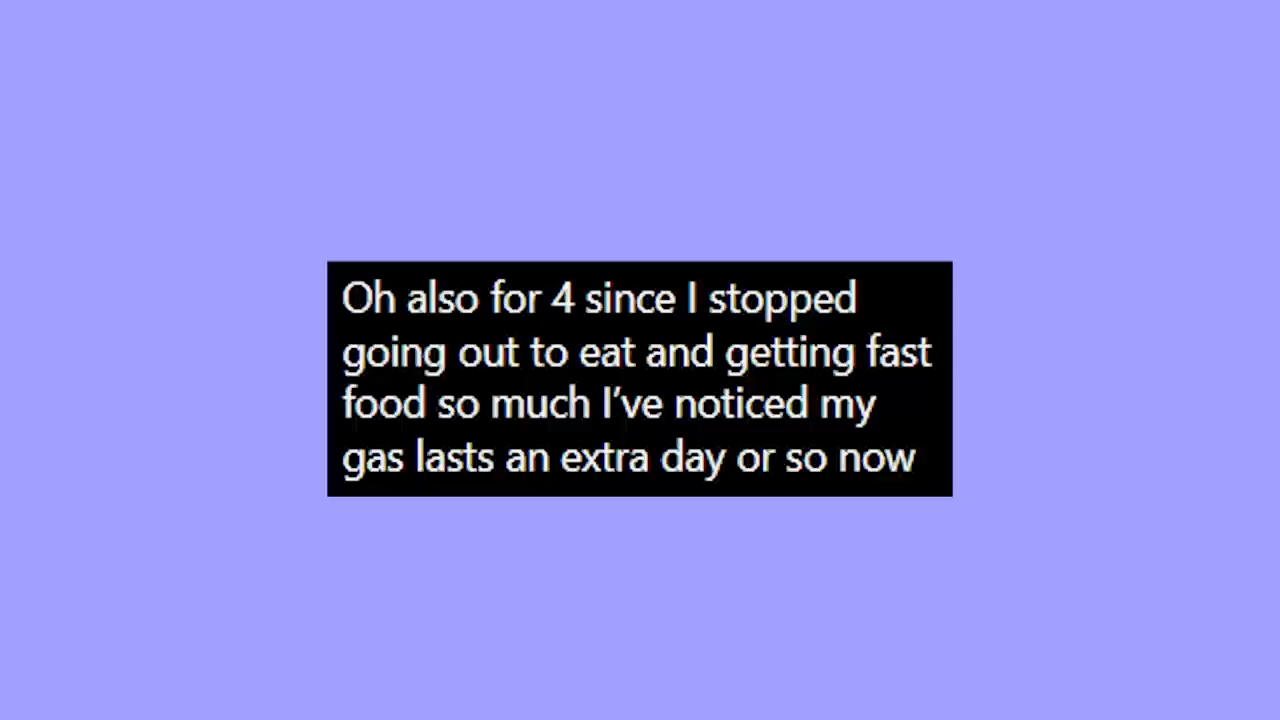 Oh also for 4 since I stopped
going out to eat and getting fast
food so much I’ve noticed my
gas lasts an extra day or so now